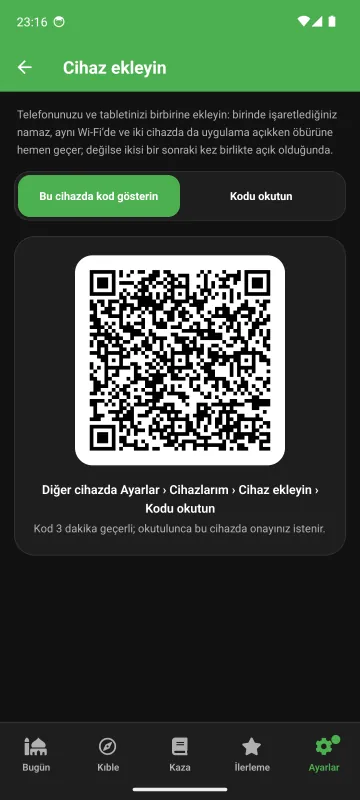 23:16
Cihaz ekleyin
Telefonunuzu ve tabletinizi birbirine ekleyin: birinde işaretlediğiniz
namaz, aynı Wi-Fi'de ve iki cihazda da uygulama açıkken öbürüne
hemen geçer; değilse ikisi bir sonraki kez birlikte açık olduğunda.
Bu cihazda kod gösterin
Kodu okutun
Diğer cihazda Ayarlar › Cihazlarım › Cihaz ekleyin ›
Kodu okutun
Kod 3 dakika geçerli; okutulunca bu cihazda onayınız istenir.
Bugün
Kıble
Kaza
İlerleme
Ayarlar